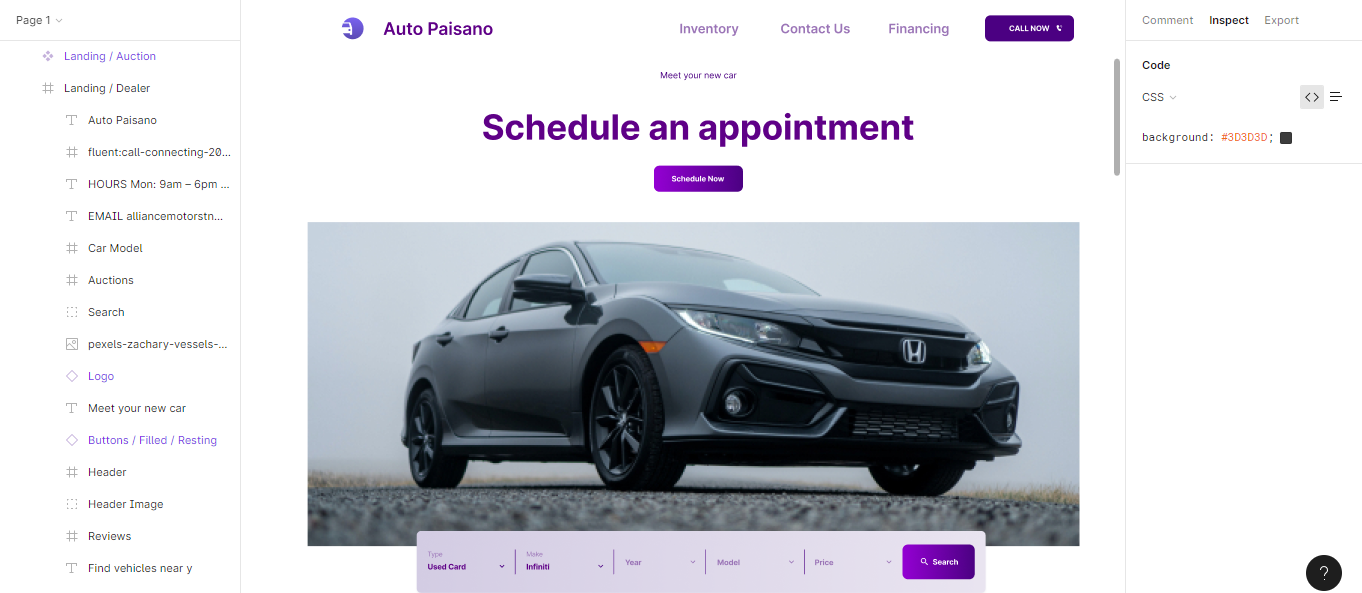 Page 1
Landing / Auction
Landing / Dealer
Auto Paisano
fluent:call-connecting-20...
HOURS Mon: 9am – 6pm ...
EMAIL alliancemotorstn...
Car Model
Auctions
Search
pexels-zachary-vessels-...
Logo
Meet your new car
Buttons / Filled / Resting
Header
Header Image
Reviews
Find vehicles near y
Auto Paisano
Inventory
Contact Us
Financing
CALL NOW
Meet your new car
Schedule an appointment
Schedule Now
Type
Used Card
Make
Infiniti
Year
Model
Price
Search
Comment
Inspect
Export
Code
CSS
background: #3D3D3D;
?